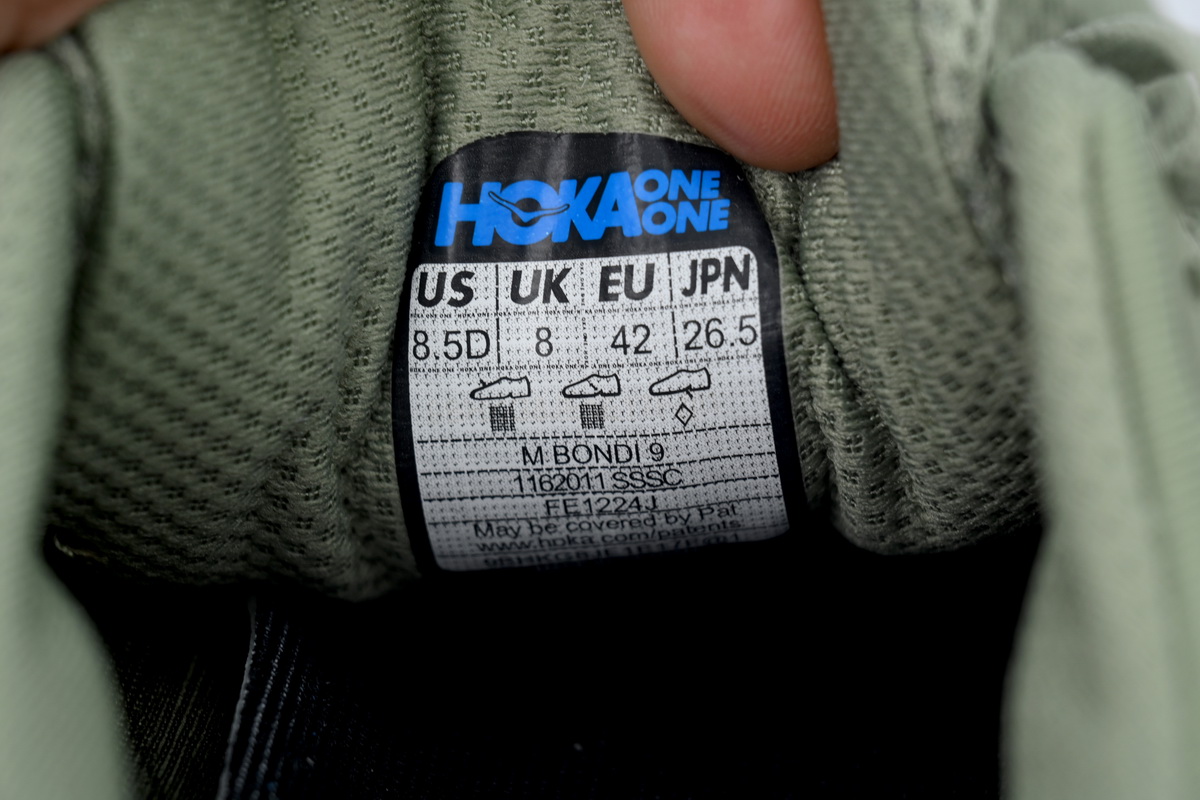 HOKA ONE ONE
US UK EU JPN
8.5D 8 42 26.5
M BONDI 9
1162011 SSSC
FE1224J
May be covered by Pat
www.hoka.com/patents